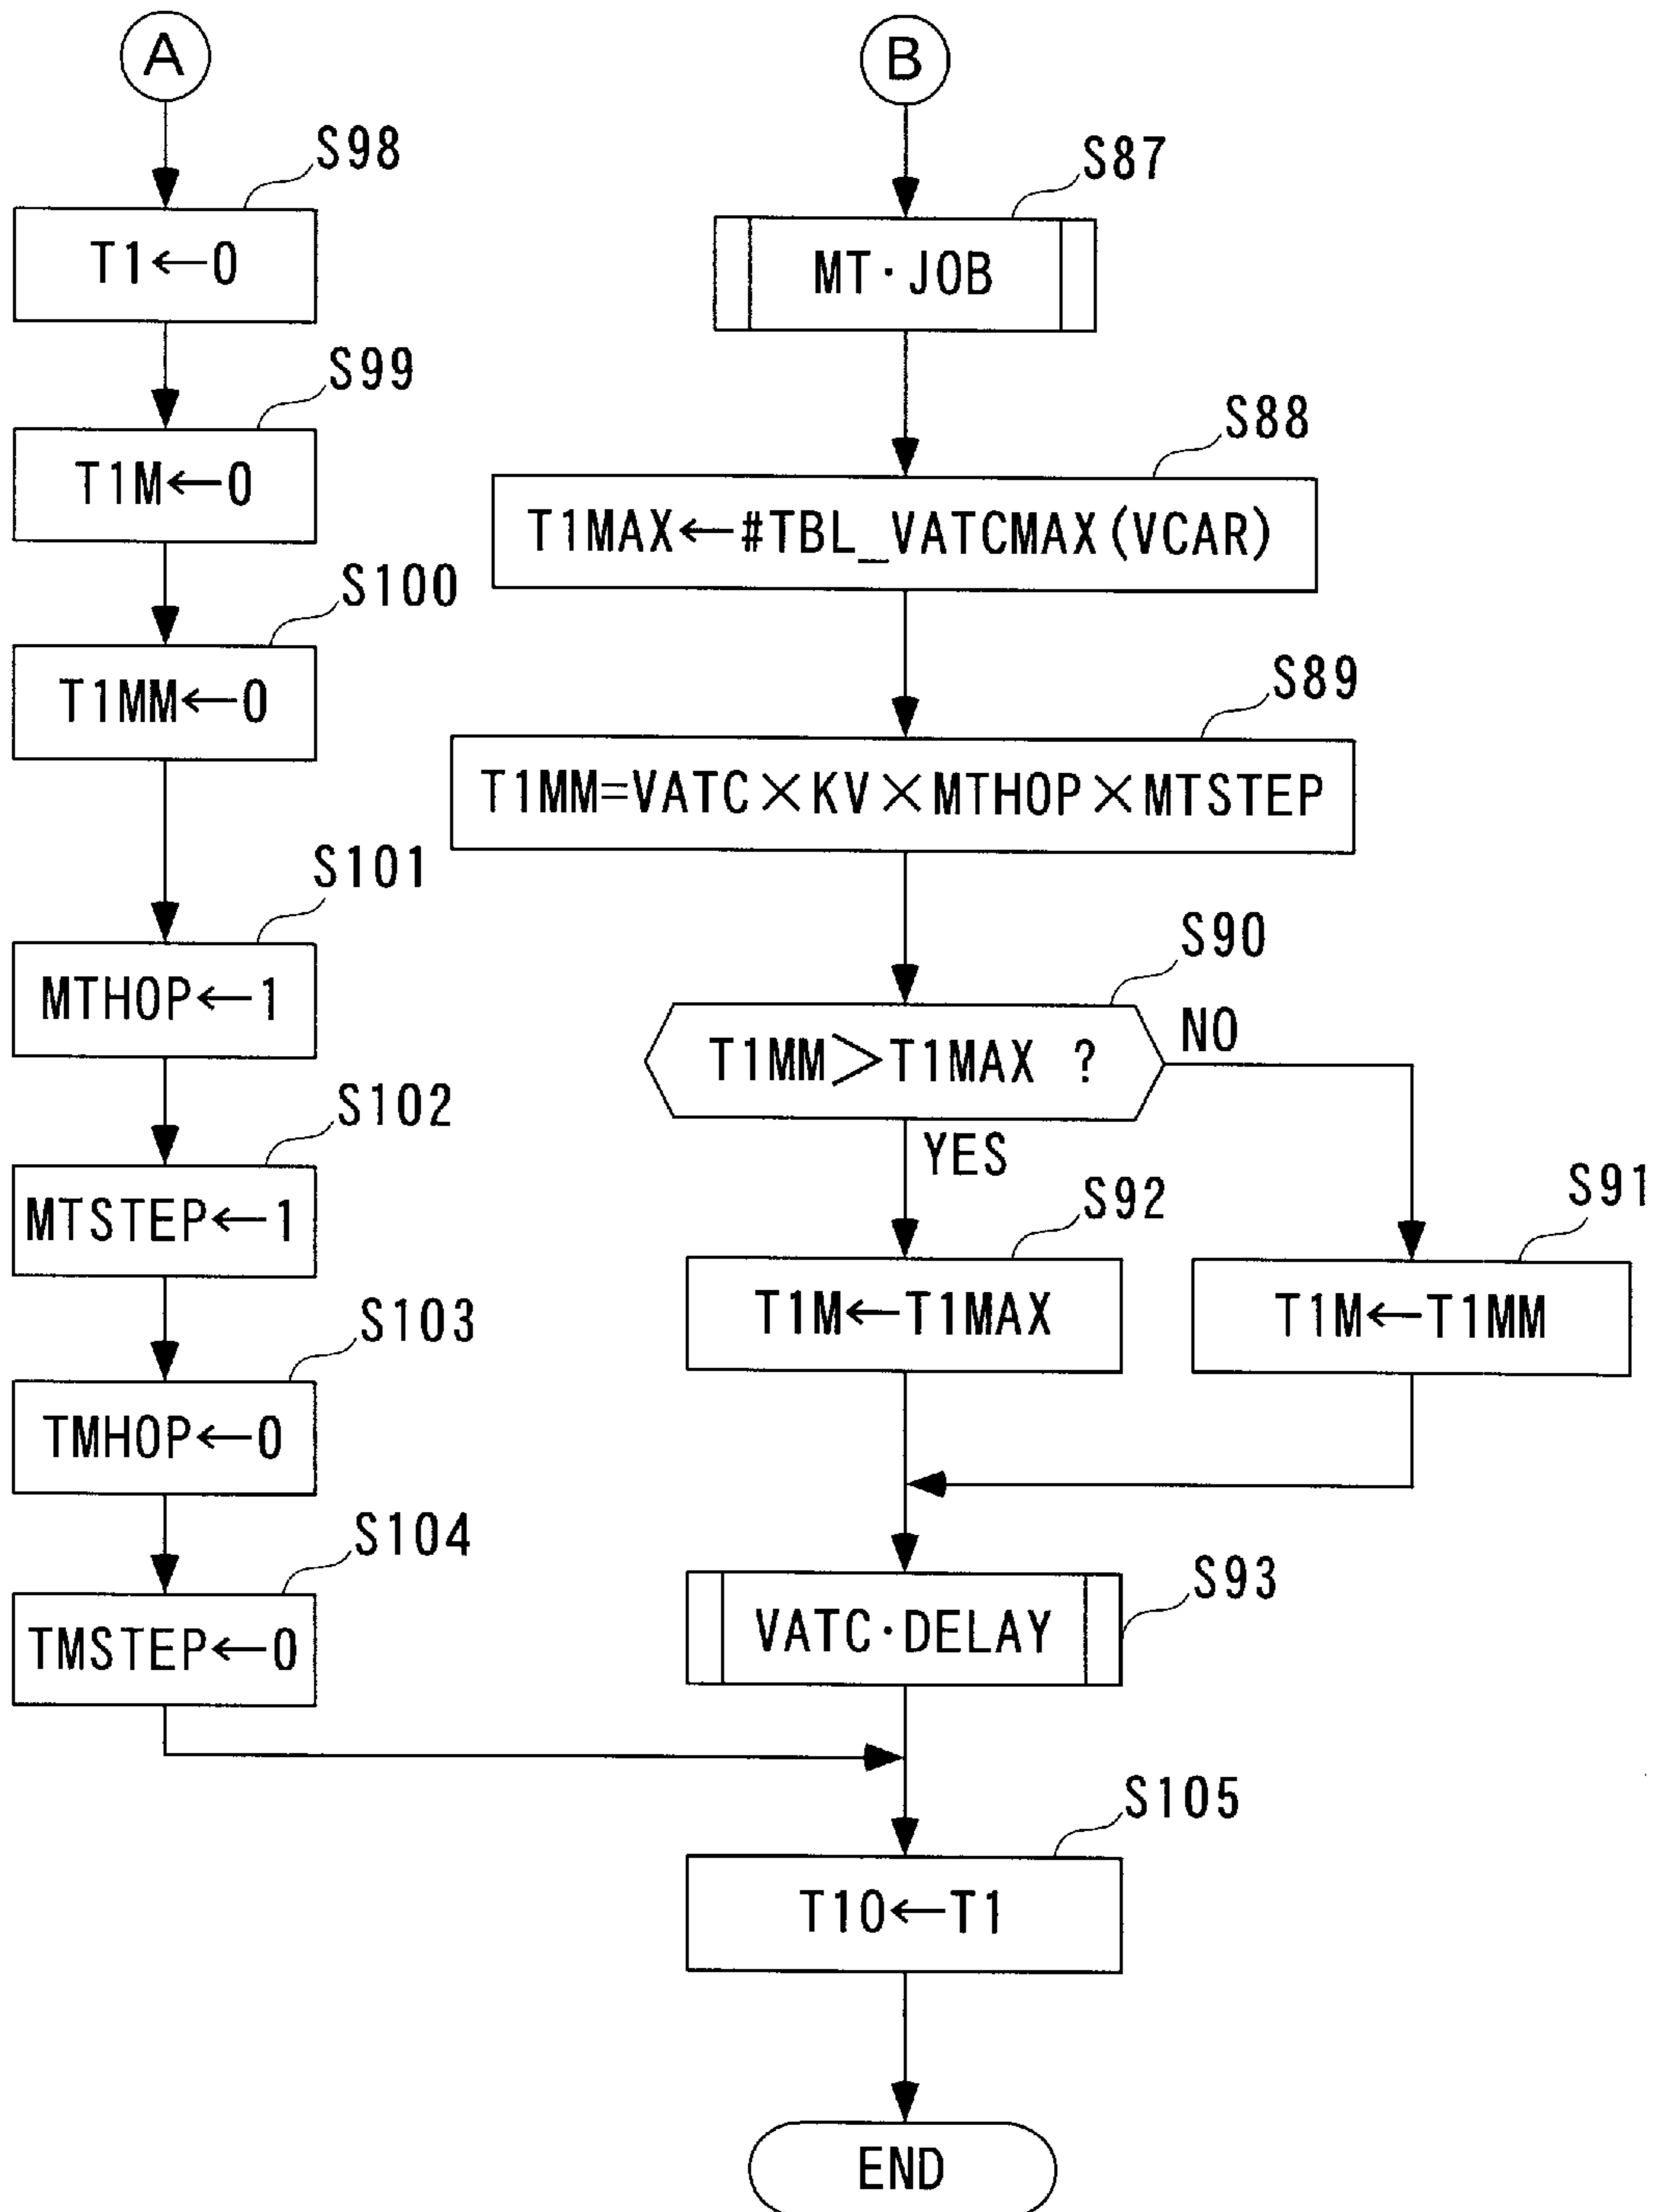 A
S98
T1←0
S99
T1M←0
S100
T1MM←0
S101
MTHOP←1
S102
MTSTEP←1
S103
TMHOP←0
S104
TMSTEP←0
B
S87
MT·JOB
S88
T1MAX←#TBL_VATCMAX(VCAR)
S89
T1MM=VATC×KV×MTHOP×MTSTEP
S90
T1MM>T1MAX ?
NO
YES
S92
T1M←T1MAX
S91
T1M←T1MM
S93
VATC·DELAY
S105
T10←T1
END